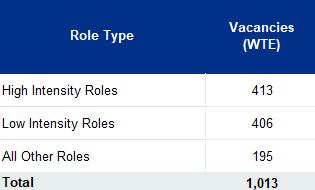 Role Type Vacancies (WTE)
High Intensity Roles 413
Low Intensity Roles 406
All Other Roles 195
Total 1,013